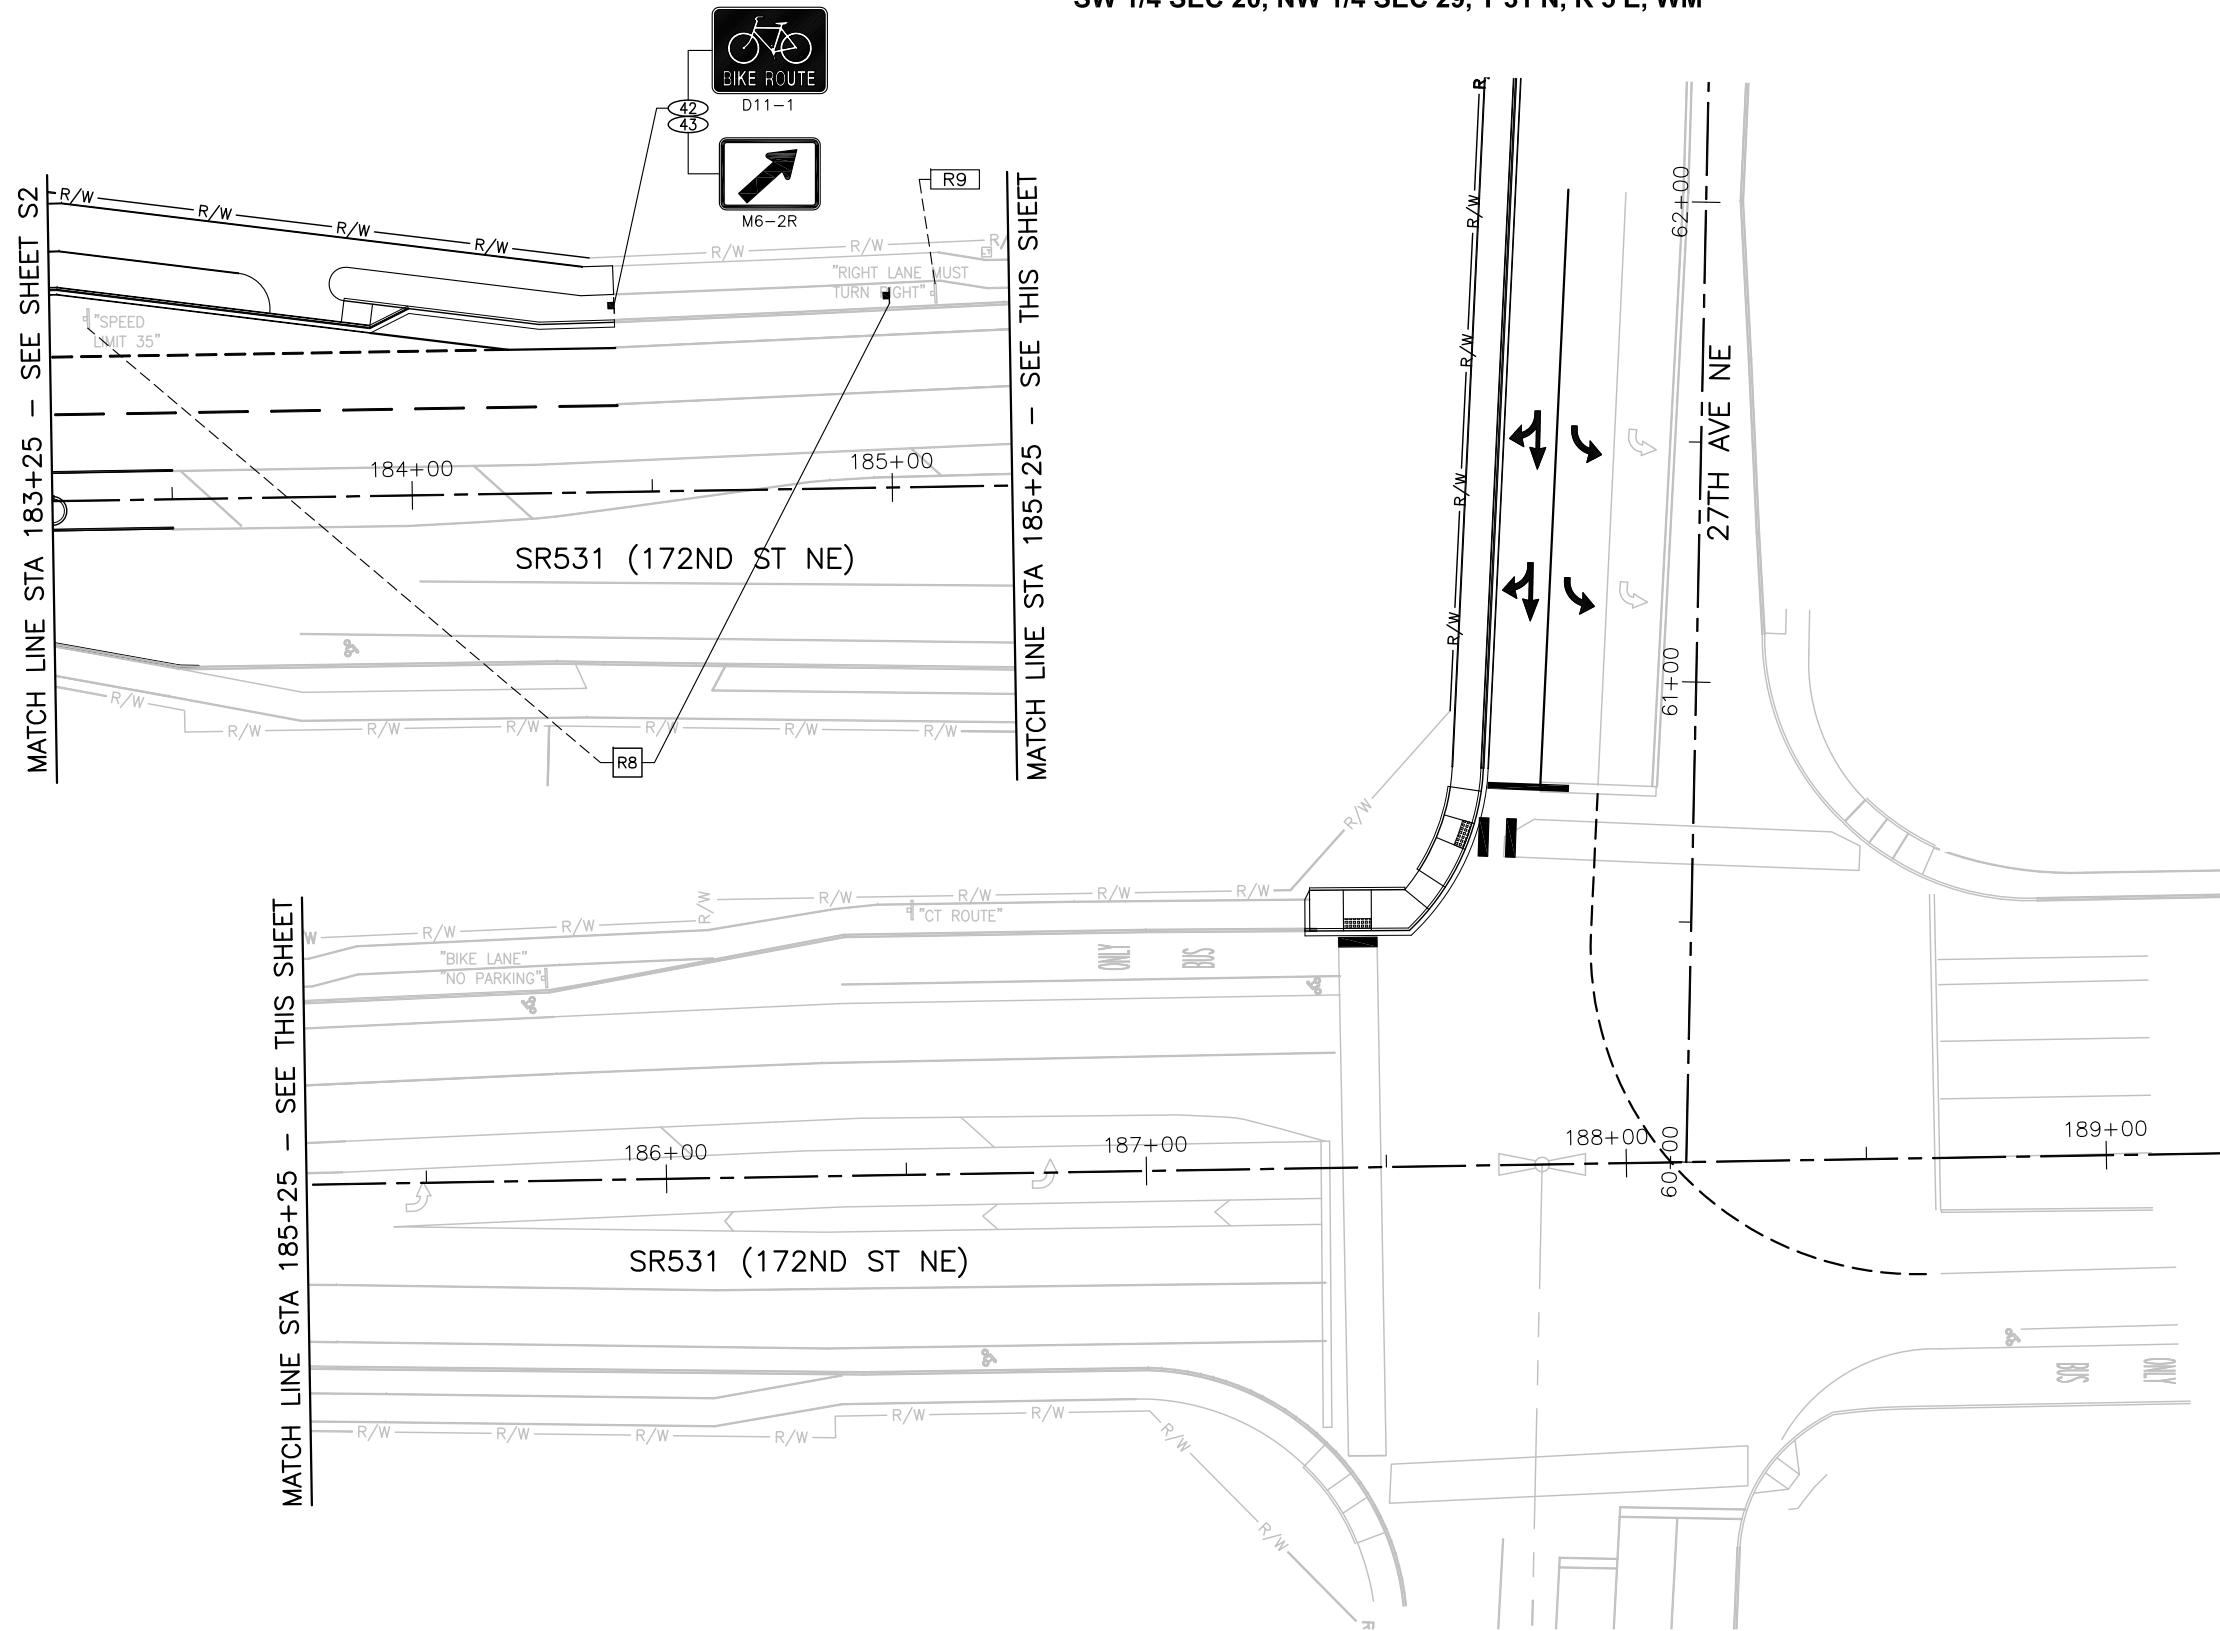 SW 1/4 SEC 20, NW 1/4 SEC 29, T 31 N, R 5 E, WM
BIKE ROUTE
D11-1
42
43
M6-2R
R9
MATCH LINE STA 183+25 - SEE SHEET S2
R/W
R/W
R/W
R/W
R/W
R/W
R/
"RIGHT LANE MUST
TURN RIGHT"
"SPEED
LIMIT 35"
184+00
185+00
SR531 (172ND ST NE)
R/W
R/W
R/W
R/W
R/W
R/W
R/W
R8
MATCH LINE STA 185+25 - SEE THIS SHEET
R
R/W
R/W
R/W
R/W
62+00
27TH AVE NE
61+00
R/W
MATCH LINE STA 185+25 - SEE THIS SHEET
W
R/W
R/W
R/W
R/W
R/W
R/W
R/W
"CT ROUTE"
"BIKE LANE"
"NO PARKING"
ONLY
BUS
186+00
187+00
188+00
60+00
189+00
SR531 (172ND ST NE)
BUS
ONLY
R/W
R/W
R/W
R/W
R/W
R/W
R/W
R/W
R